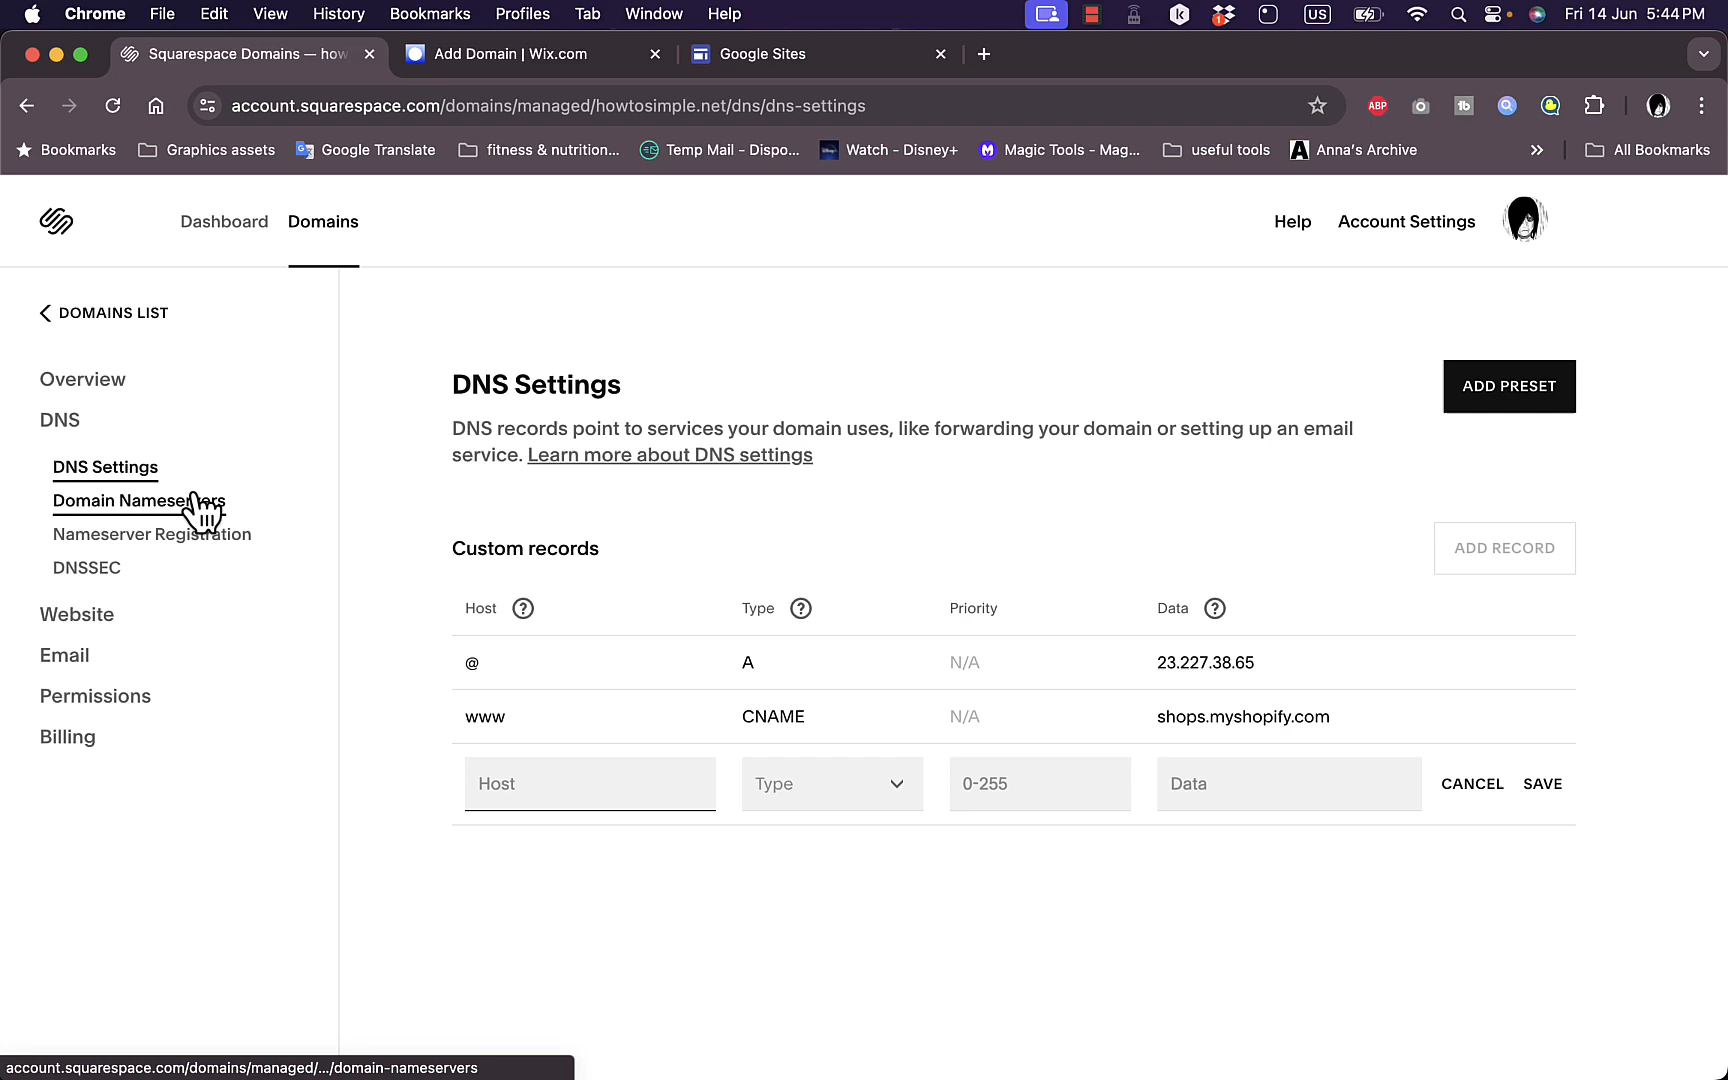 Chrome File Edit View History Bookmarks Profiles Tab Window Help US Fri 14 Jun 5:44 PM
Squarespace Domains — how Add Domain | Wix.com Google Sites
account.squarespace.com/domains/managed/howtosimple.net/dns/dns-settings ABP tb
Bookmarks Graphics assets Google Translate fitness & nutrition... Temp Mail - Dispo... Watch - Disney+ Magic Tools - Mag... useful tools Anna's Archive » All Bookmarks
Dashboard Domains Help Account Settings
DOMAINS LIST
Overview
DNS
DNS Settings
Domain Nameservers
Nameserver Registration
DNSSEC
Website
Email
Permissions
Billing
DNS Settings
ADD PRESET
DNS records point to services your domain uses, like forwarding your domain or setting up an email
service. Learn more about DNS settings
Custom records
ADD RECORD
Host ? Type ? Priority Data ?
@ A N/A 23.227.38.65
www CNAME N/A shops.myshopify.com
Host Type 0-255 Data CANCEL SAVE
account.squarespace.com/domains/managed/.../domain-nameservers